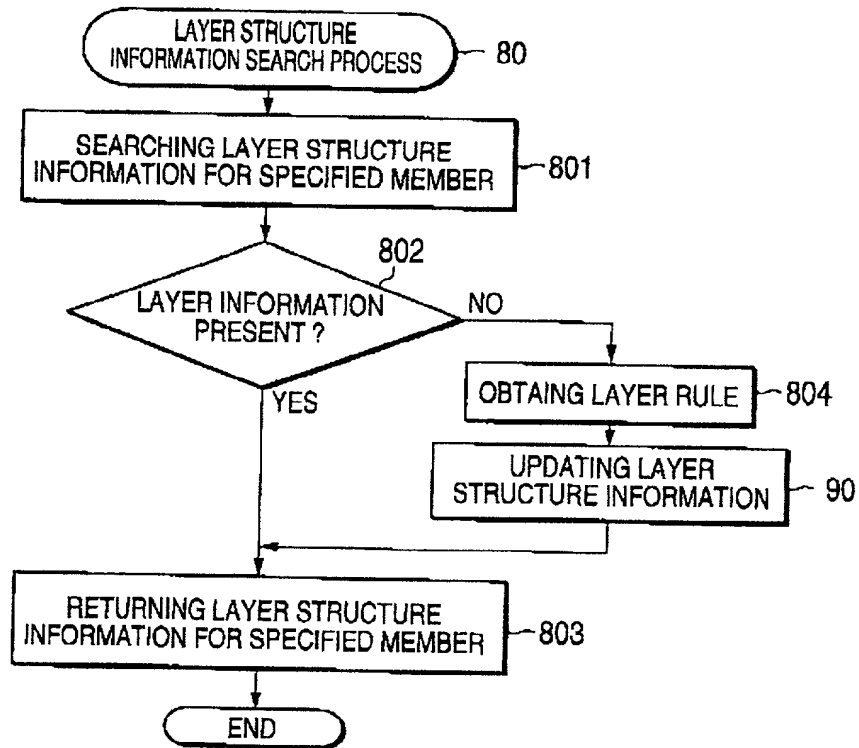 LAYER STRUCTURE
INFORMATION SEARCH PROCESS
80
SEARCHING LAYER STRUCTURE
INFORMATION FOR SPECIFIED MEMBER
801
802
LAYER INFORMATION
PRESENT ?
NO
YES
OBTAING LAYER RULE
804
UPDATING LAYER
STRUCTURE INFORMATION
90
RETURNING LAYER STRUCTURE
INFORMATION FOR SPECIFIED MEMBER
803
END